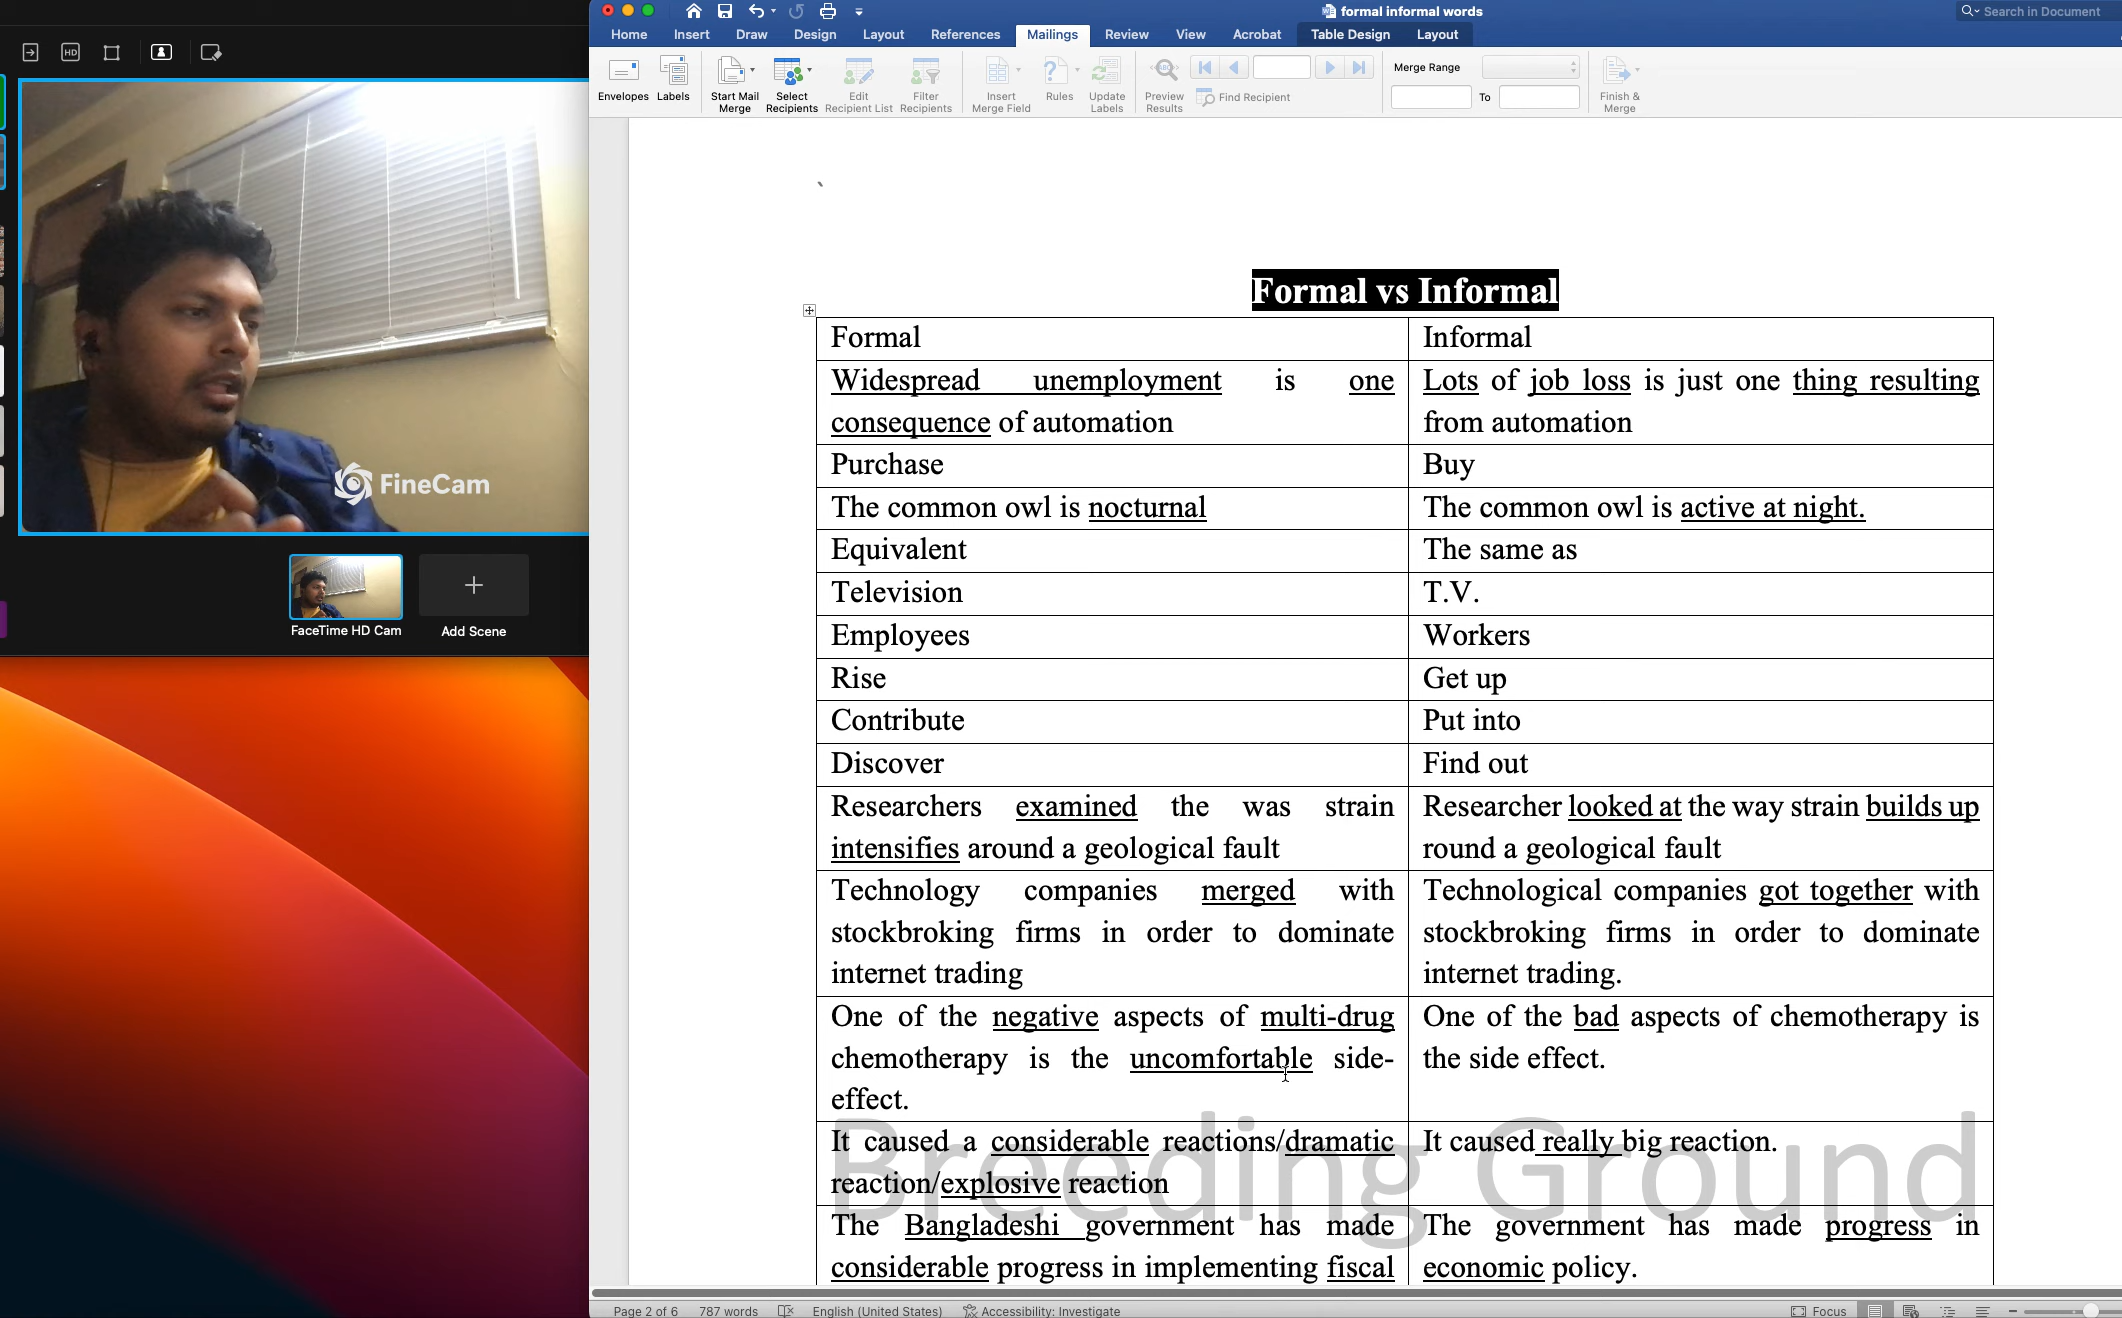 HD
FineCam
FaceTime HD Cam
Add Scene
formal informal words
Search in Document
Home Insert Draw Design Layout References Mailings Review View Acrobat Table Design Layout
Envelopes Labels Start Mail Merge Select Recipients Edit Recipient List Filter Recipients Insert Merge Field Rules Update Labels Preview Results Find Recipient Merge Range To Finish & Merge
Formal vs Informal
Formal
Informal
Widespread unemployment is one
consequence of automation
Lots of job loss is just one thing resulting
from automation
Purchase
Buy
The common owl is nocturnal
The common owl is active at night.
Equivalent
The same as
Television
T.V.
Employees
Workers
Rise
Get up
Contribute
Put into
Discover
Find out
Researchers examined the was strain
intensifies around a geological fault
Researcher looked at the way strain builds up
round a geological fault
Technology companies merged with
stockbroking firms in order to dominate
internet trading
Technological companies got together with
stockbroking firms in order to dominate
internet trading.
One of the negative aspects of multi-drug
chemotherapy is the uncomfortable side-
effect.
One of the bad aspects of chemotherapy is
the side effect.
It caused a considerable reactions/dramatic
reaction/explosive reaction
It caused really big reaction.
The Bangladeshi government has made
considerable progress in implementing fiscal
The government has made progress in
economic policy.
Breeding Ground
Page 2 of 6 787 words English (United States) Accessibility: Investigate Focus